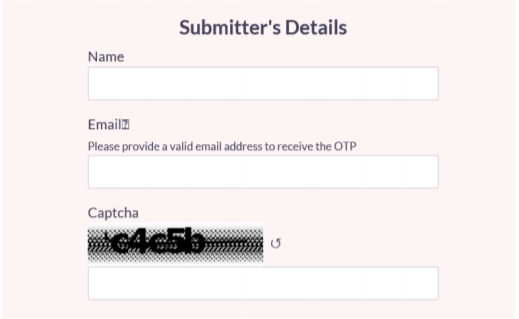 Submitter's Details
Name
Email
Please provide a valid email address to receive the OTP
Captcha